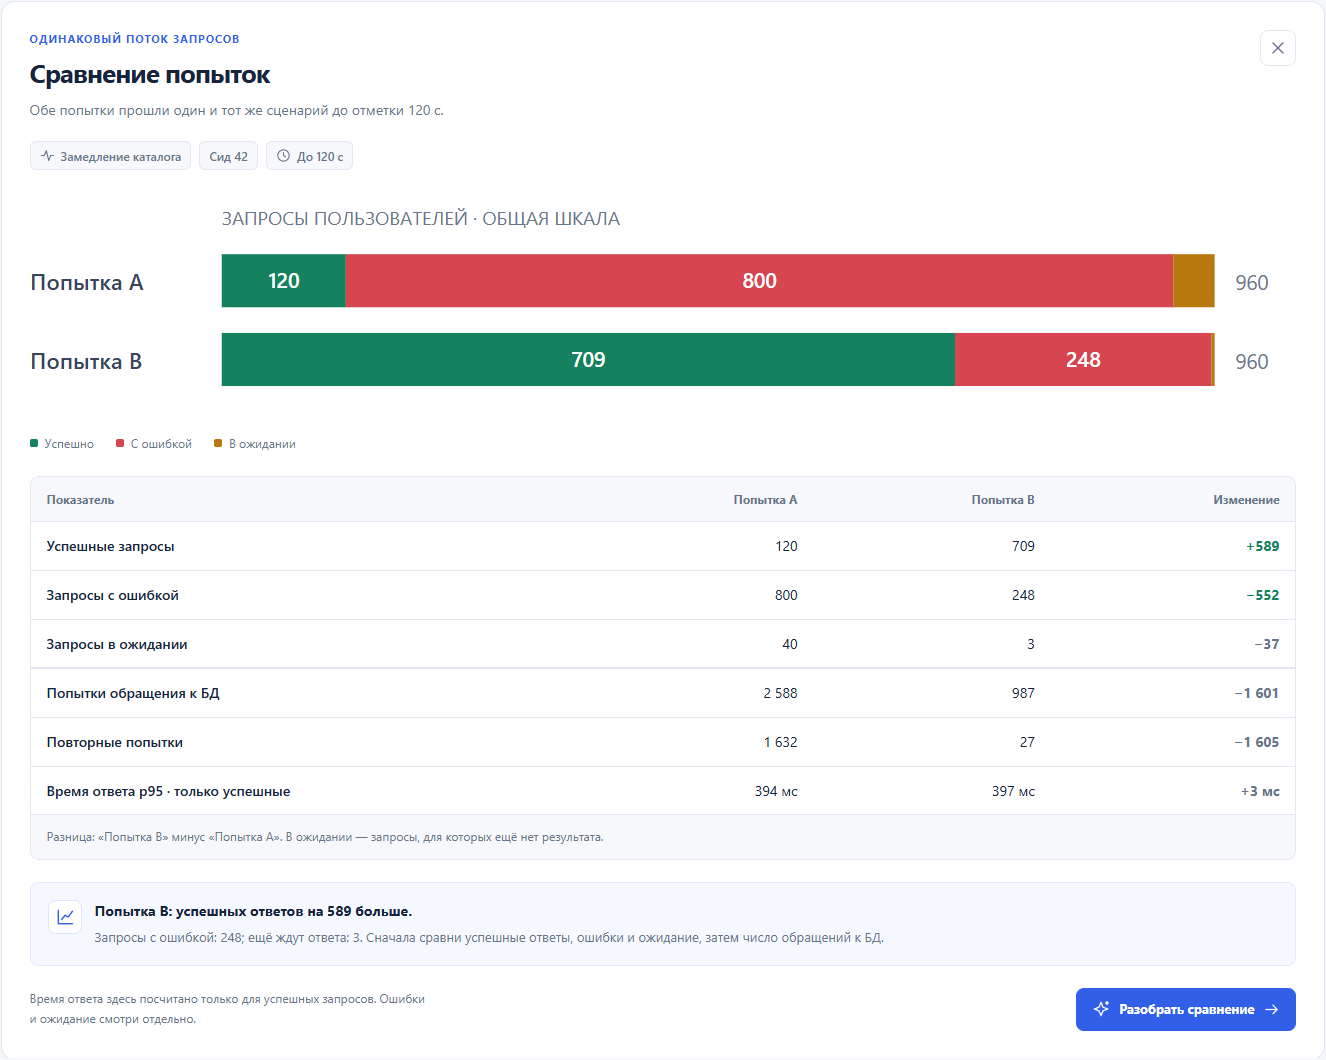 ОДИНАКОВЫЙ ПОТОК ЗАПРОСОВ
Сравнение попыток
Обе попытки прошли один и тот же сценарий до отметки 120 с.
Замедление каталога Сид 42 До 120 с
ЗАПРОСЫ ПОЛЬЗОВАТЕЛЕЙ · ОБЩАЯ ШКАЛА
Попытка A 120 800 960
Попытка B 709 248 960
Успешно С ошибкой В ожидании
Показатель Попытка A Попытка B Изменение
Успешные запросы 120 709 +589
Запросы с ошибкой 800 248 −552
Запросы в ожидании 40 3 −37
Попытки обращения к БД 2 588 987 −1 601
Повторные попытки 1 632 27 −1 605
Время ответа p95 · только успешные 394 мс 397 мс +3 мс
Разница: «Попытка B» минус «Попытка A». В ожидании — запросы, для которых ещё нет результата.
Попытка B: успешных ответов на 589 больше.
Запросы с ошибкой: 248; ещё ждут ответа: 3. Сначала сравни успешные ответы, ошибки и ожидание, затем число обращений к БД.
Время ответа здесь посчитано только для успешных запросов. Ошибки
и ожидание смотри отдельно.
Разобрать сравнение →